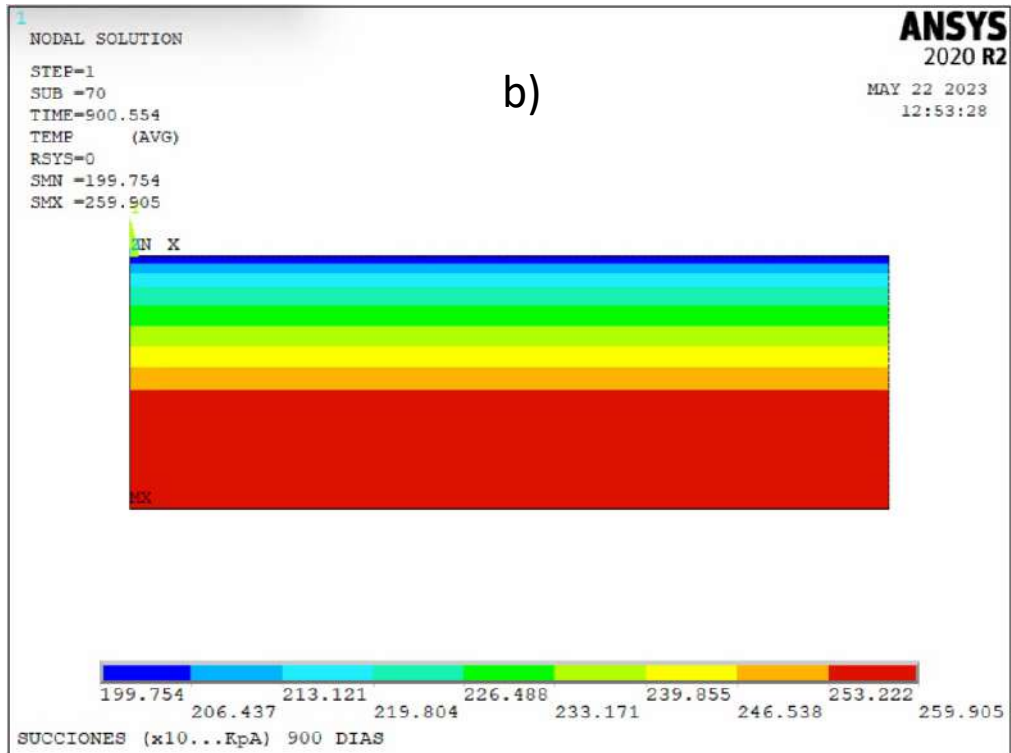 1
NODAL SOLUTION
STEP=1
SUB =70
TIME=900.554
TEMP (AVG)
RSYS=0
SMN =199.754
SMX =259.905
b)
ANSYS
2020 R2
MAY 22 2023
12:53:28
X
MX
199.754 213.121 226.488 239.855 253.222
206.437 219.804 233.171 246.538 259.905
SUCCIONES (x10...KpA) 900 DIAS